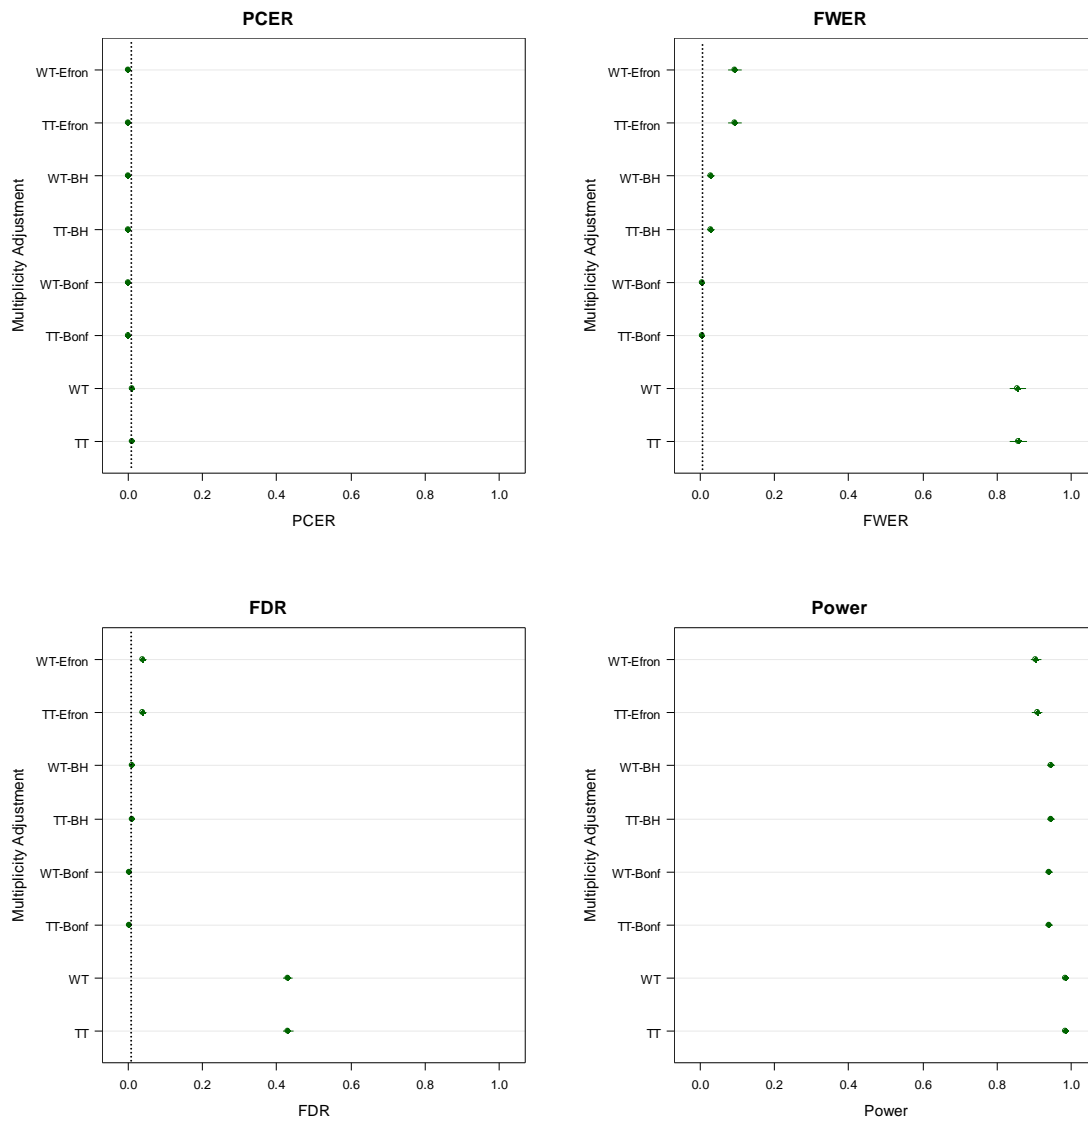 PCER
Multiplicity Adjustment
WT-Efron
TT-Efron
WT-BH
TT-BH
WT-Bonf
TT-Bonf
WT
TT
0.0 0.2 0.4 0.6 0.8 1.0
PCER
FWER
Multiplicity Adjustment
WT-Efron
TT-Efron
WT-BH
TT-BH
WT-Bonf
TT-Bonf
WT
TT
0.0 0.2 0.4 0.6 0.8 1.0
FWER
FDR
Multiplicity Adjustment
WT-Efron
TT-Efron
WT-BH
TT-BH
WT-Bonf
TT-Bonf
WT
TT
0.0 0.2 0.4 0.6 0.8 1.0
FDR
Power
Multiplicity Adjustment
WT-Efron
TT-Efron
WT-BH
TT-BH
WT-Bonf
TT-Bonf
WT
TT
0.0 0.2 0.4 0.6 0.8 1.0
Power